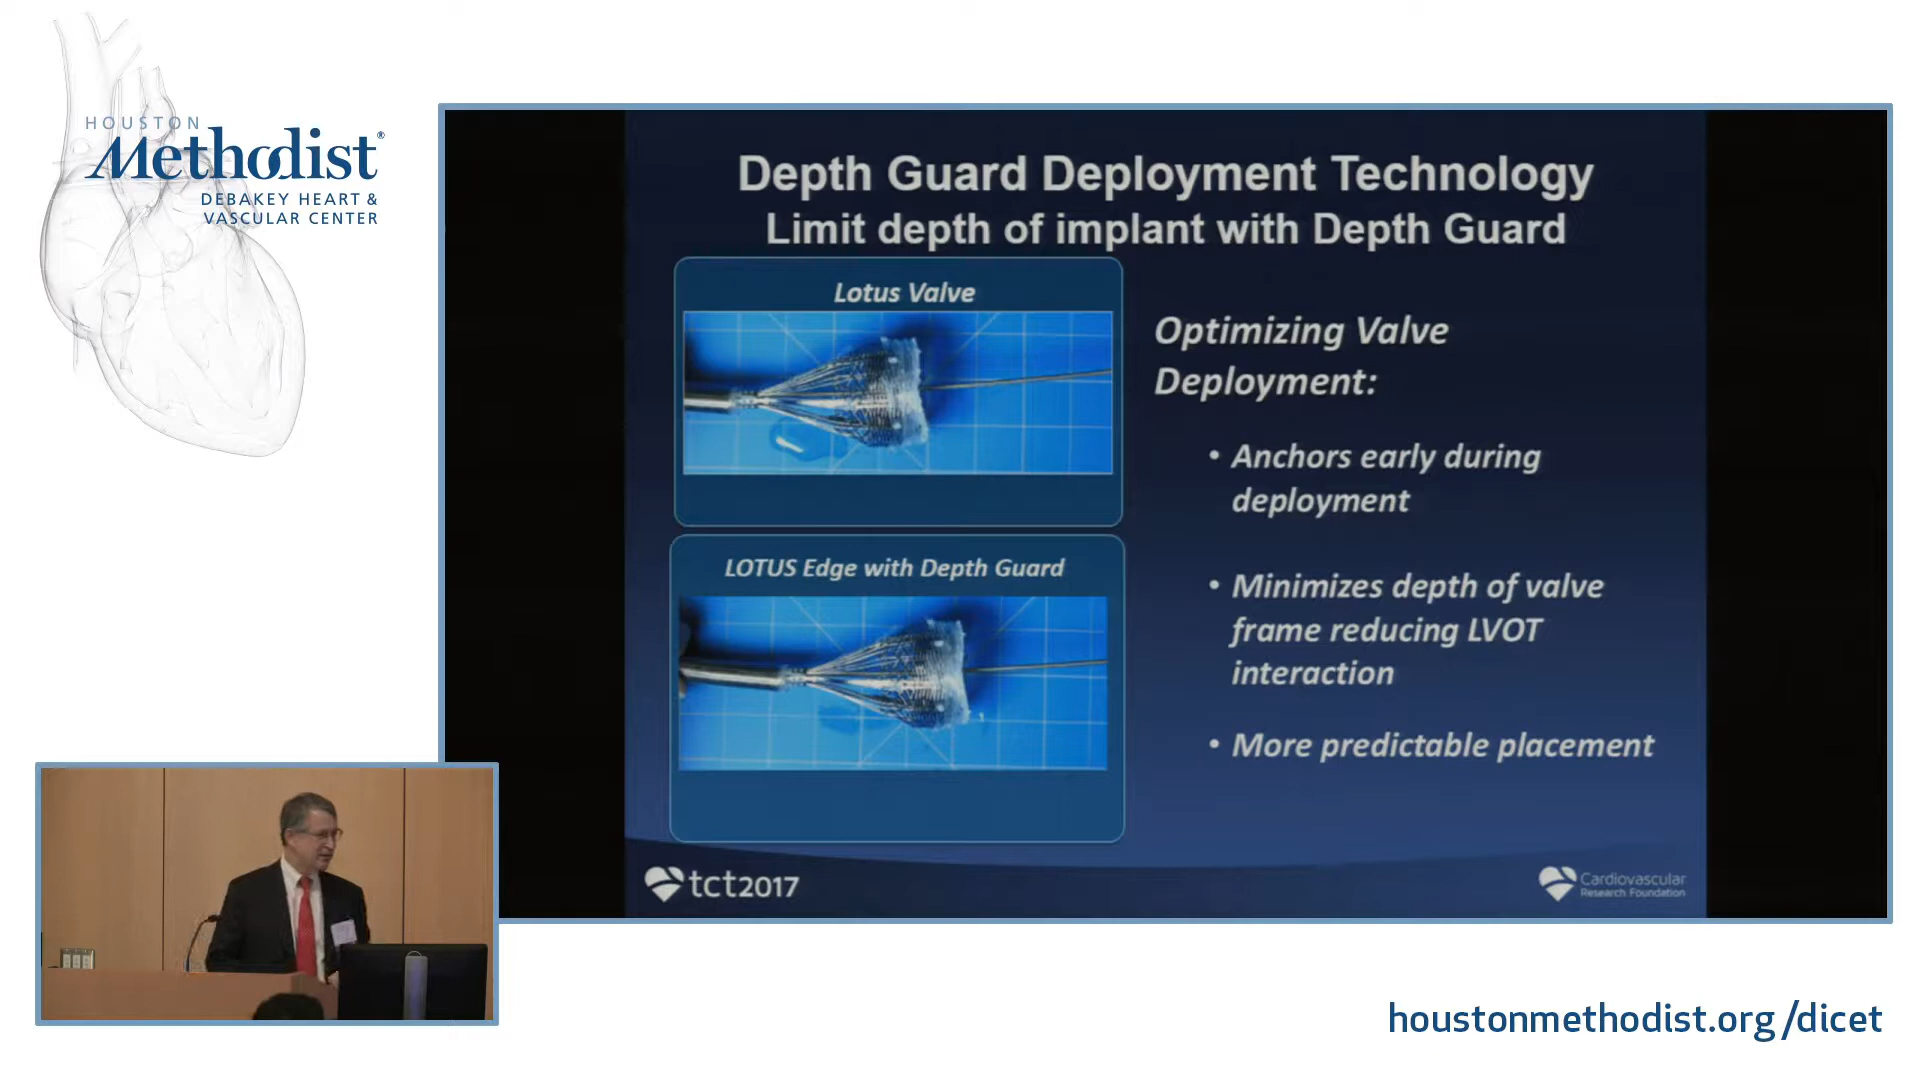 HOUSTON
Methodist®
DEBAKEY HEART &
VASCULAR CENTER
Depth Guard Deployment Technology
Limit depth of implant with Depth Guard
Lotus Valve
LOTUS Edge with Depth Guard
Optimizing Valve
Deployment:
• Anchors early during
deployment
• Minimizes depth of valve
frame reducing LVOT
interaction
• More predictable placement
tct2017
Cardiovascular
Research Foundation
houstonmethodist.org/dicet